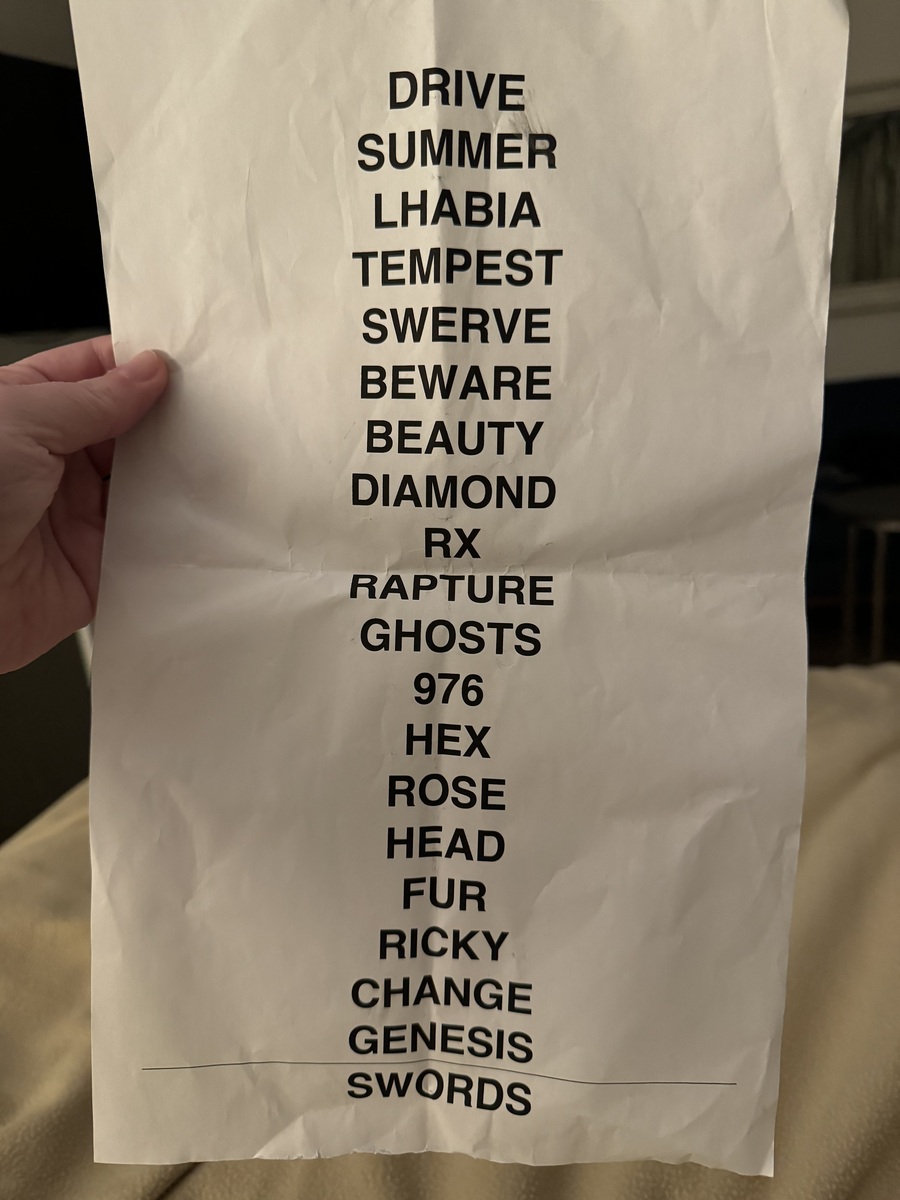 DRIVE
SUMMER
LHABIA
TEMPEST
SWERVE
BEWARE
BEAUTY
DIAMOND
RX
RAPTURE
GHOSTS
976
HEX
ROSE
HEAD
FUR
RICKY
CHANGE
GENESIS
SWORDS